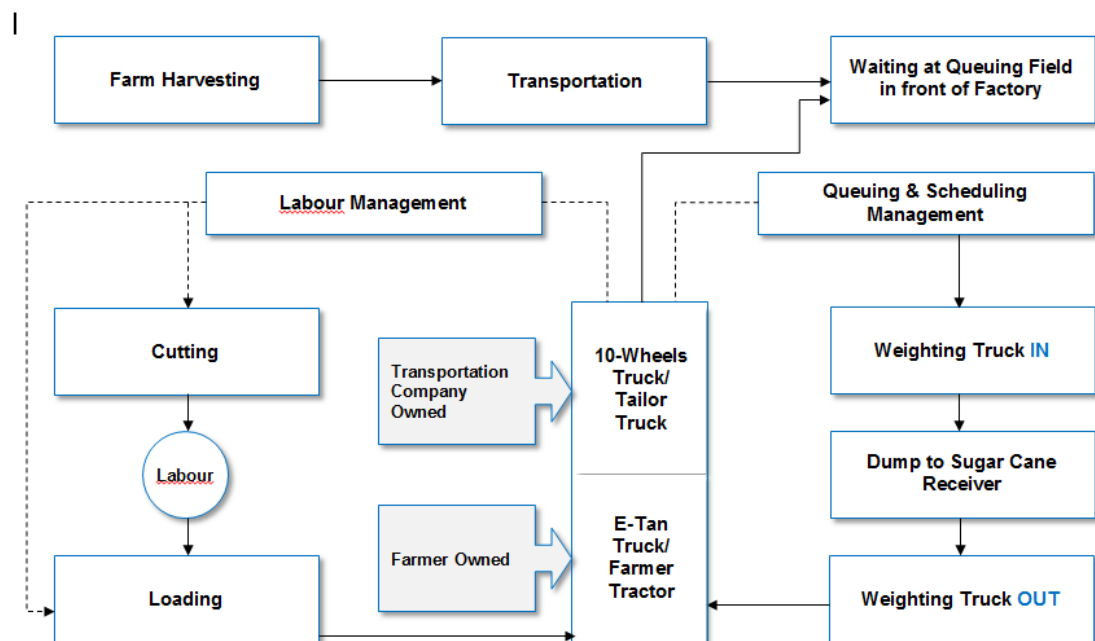 Farm Harvesting
Transportation
Waiting at Queuing Field
in front of Factory
Labour Management
Queuing & Scheduling
Management
Cutting
Transportation
Company
Owned
10-Wheels
Truck/
Tailor
Truck
Weighting Truck IN
Labour
Dump to Sugar Cane
Receiver
Farmer Owned
E-Tan
Truck/
Farmer
Tractor
Loading
Weighting Truck OUT